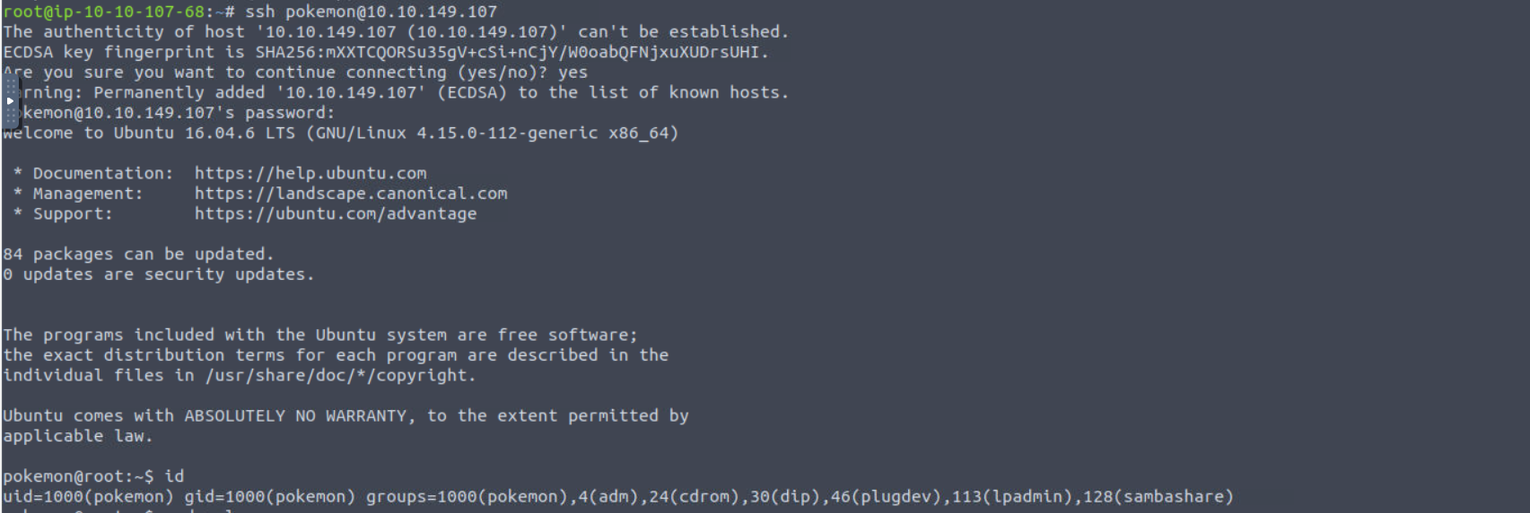 root@ip-10-10-107-68:~# ssh pokemon@10.10.149.107
The authenticity of host '10.10.149.107 (10.10.149.107)' can't be established.
ECDSA key fingerprint is SHA256:mXXTCQORSu35gV+cSi+nCjY/W0oabQFNjxuXUDrsUHI.
Are you sure you want to continue connecting (yes/no)? yes
rning: Permanently added '10.10.149.107' (ECDSA) to the list of known hosts.
kemon@10.10.149.107's password:
Welcome to Ubuntu 16.04.6 LTS (GNU/Linux 4.15.0-112-generic x86_64)
* Documentation: https://help.ubuntu.com
* Management: https://landscape.canonical.com
* Support: https://ubuntu.com/advantage
84 packages can be updated.
0 updates are security updates.
The programs included with the Ubuntu system are free software;
the exact distribution terms for each program are described in the
individual files in /usr/share/doc/*/copyright.
Ubuntu comes with ABSOLUTELY NO WARRANTY, to the extent permitted by
applicable law.
pokemon@root:~$ id
uid=1000(pokemon) gid=1000(pokemon) groups=1000(pokemon),4(adm),24(cdrom),30(dip),46(plugdev),113(lpadmin),128(sambashare)